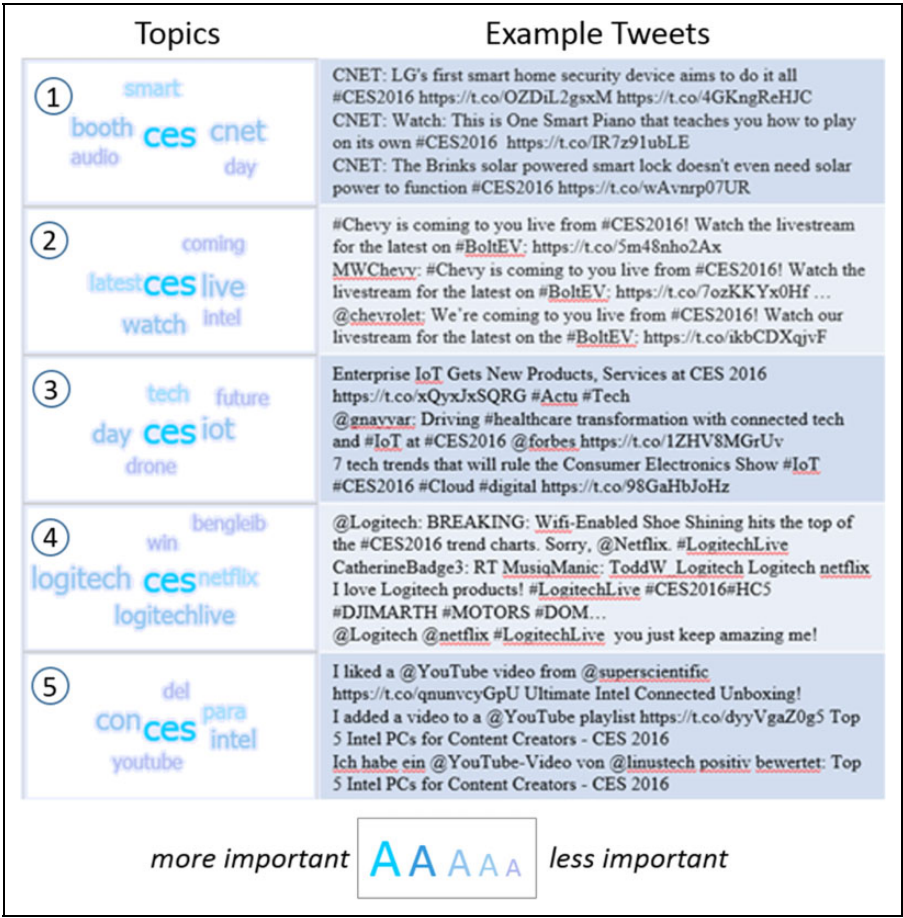 Topics
Example Tweets
1
smart
booth ces cnet
audio
day
CNET: LG's first smart home security device aims to do it all
#CES2016 https://t.co/OZDiL2gsxM https://t.co/4GKngReHJC
CNET: Watch: This is One Smart Piano that teaches you how to play
on its own #CES2016 https://t.co/IR7z91ubLE
CNET: The Brinks solar powered smart lock doesn't even need solar
power to function #CES2016 https://t.co/wAvnrp07UR
2
coming
latest ces live
watch intel
#Chevy is coming to you live from #CES2016! Watch the livestream
for the latest on #BoltEV: https://t.co/5m48nho2Ax
MWChevy: #Chevy is coming to you live from #CES2016! Watch the
livestream for the latest on #BoltEV: https://t.co/7ozKKYx0Hf …
@chevrolet: We're coming to you live from #CES2016! Watch our
livestream for the latest on the #BoltEV: https://t.co/ikbCDXqjvF
3
tech future
day ces iot
drone
Enterprise IoT Gets New Products, Services at CES 2016
https://t.co/xQyxJxSQRG #Actu #Tech
@gnayyar: Driving #healthcare transformation with connected tech
and #IoT at #CES2016 @forbes https://t.co/1ZHV8MGrUv
7 tech trends that will rule the Consumer Electronics Show #IoT
#CES2016 #Cloud #digital https://t.co/98GaHbJoHz
4
bengleib
win
logitech ces netflix
logitechlive
@Logitech: BREAKING: Wifi-Enabled Shoe Shining hits the top of
the #CES2016 trend charts. Sorry, @Netflix. #LogitechLive
CatherineBadge3: RT MusiqManic: ToddW_Logitech Logitech netflix
I love Logitech products! #LogitechLive #CES2016#HC5
#DJIMARTH #MOTORS #DOM…
@Logitech @netflix #LogitechLive you just keep amazing me!
5
del
con ces para
intel
youtube
I liked a @YouTube video from @superscientific
https://t.co/qnunvcyGpU Ultimate Intel Connected Unboxing!
I added a video to a @YouTube playlist https://t.co/dyyVgaZ0g5 Top
5 Intel PCs for Content Creators - CES 2016
Ich habe ein @YouTube-Video von @linustech positiv bewertet: Top
5 Intel PCs for Content Creators - CES 2016
more important A A A A A less important